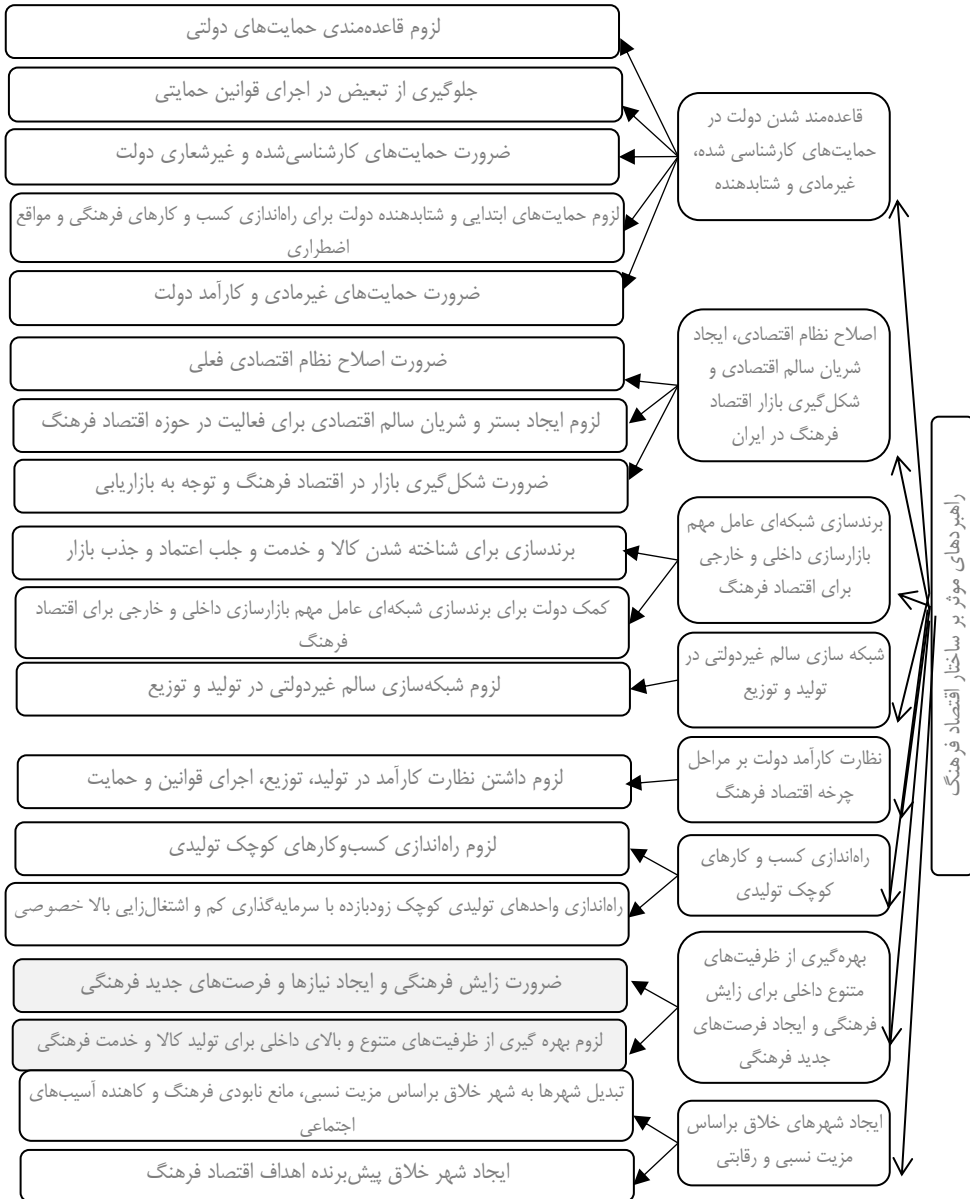 راهبردهای موثر بر ساختار اقتصاد فرهنگ
قاعده‌مند شدن دولت در
حمایت‌های کارشناسی شده،
غیرمادی و شتابدهنده
لزوم قاعده‌مندی حمایت‌های دولتی
جلوگیری از تبعیض در اجرای قوانین حمایتی
ضرورت حمایت‌های کارشناسی‌شده و غیرشعاری دولت
لزوم حمایت‌های ابتدایی و شتابدهنده دولت برای راه‌اندازی کسب و کارهای فرهنگی و مواقع
اضطراری
ضرورت حمایت‌های غیرمادی و کارآمد دولت
اصلاح نظام اقتصادی، ایجاد
شریان سالم اقتصادی و
شکل‌گیری بازار اقتصاد
فرهنگ در ایران
ضرورت اصلاح نظام اقتصادی فعلی
لزوم ایجاد بستر و شریان سالم اقتصادی برای فعالیت در حوزه اقتصاد فرهنگ
ضرورت شکل‌گیری بازار در اقتصاد فرهنگ و توجه به بازاریابی
برندسازی شبکه‌ای عامل مهم
بازارسازی داخلی و خارجی
برای اقتصاد فرهنگ
برندسازی برای شناخته شدن کالا و خدمت و جلب اعتماد و جذب بازار
کمک دولت برای برندسازی شبکه‌ای عامل مهم بازارسازی داخلی و خارجی برای اقتصاد
فرهنگ
شبکه سازی سالم غیردولتی در
تولید و توزیع
لزوم شبکه‌سازی سالم غیردولتی در تولید و توزیع
نظارت کارآمد دولت بر مراحل
چرخه اقتصاد فرهنگ
لزوم داشتن نظارت کارآمد در تولید، توزیع، اجرای قوانین و حمایت
راه‌اندازی کسب و کارهای
کوچک تولیدی
لزوم راه‌اندازی کسب‌وکارهای کوچک تولیدی
راه‌اندازی واحدهای تولیدی کوچک زودبازده با سرمایه‌گذاری کم و اشتغال‌زایی بالا خصوصی
بهره‌گیری از ظرفیت‌های
متنوع داخلی برای زایش
فرهنگی و ایجاد فرصت‌های
جدید فرهنگی
ضرورت زایش فرهنگی و ایجاد نیازها و فرصت‌های جدید فرهنگی
لزوم بهره گیری از ظرفیت‌های متنوع و بالای داخلی برای تولید کالا و خدمت فرهنگی
ایجاد شهرهای خلاق براساس
مزیت نسبی و رقابتی
تبدیل شهرها به شهر خلاق براساس مزیت نسبی، مانع نابودی فرهنگ و کاهنده آسیب‌های
اجتماعی
ایجاد شهر خلاق پیش‌برنده اهداف اقتصاد فرهنگ